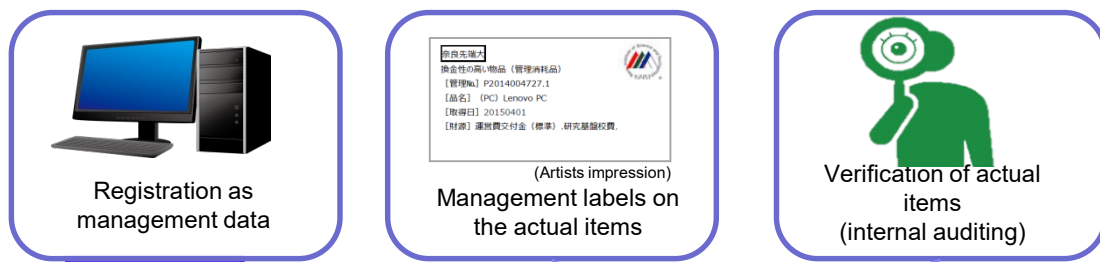 Registration as
management data
奈良先端大
換金性の高い物品（管理消耗品）
［管理No.］P2014004727.1
［品名］（PC）Lenovo PC
［取得日］20150401
［財源］運営費交付金（標準）,研究基盤校費,
NAIST
(Artists impression)
Management labels on
the actual items
Verification of actual
items
(internal auditing)